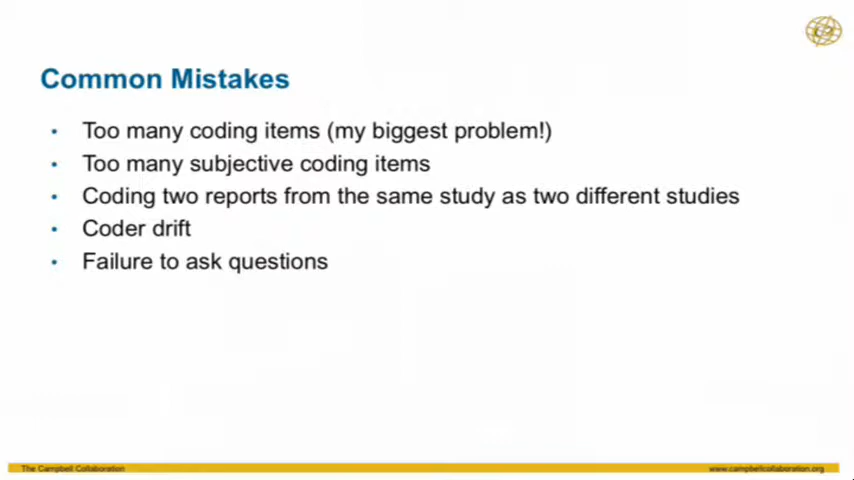 Common Mistakes
• Too many coding items (my biggest problem!)
• Too many subjective coding items
• Coding two reports from the same study as two different studies
• Coder drift
• Failure to ask questions
The Campbell Collaboration
www.campbellcollaboration.org